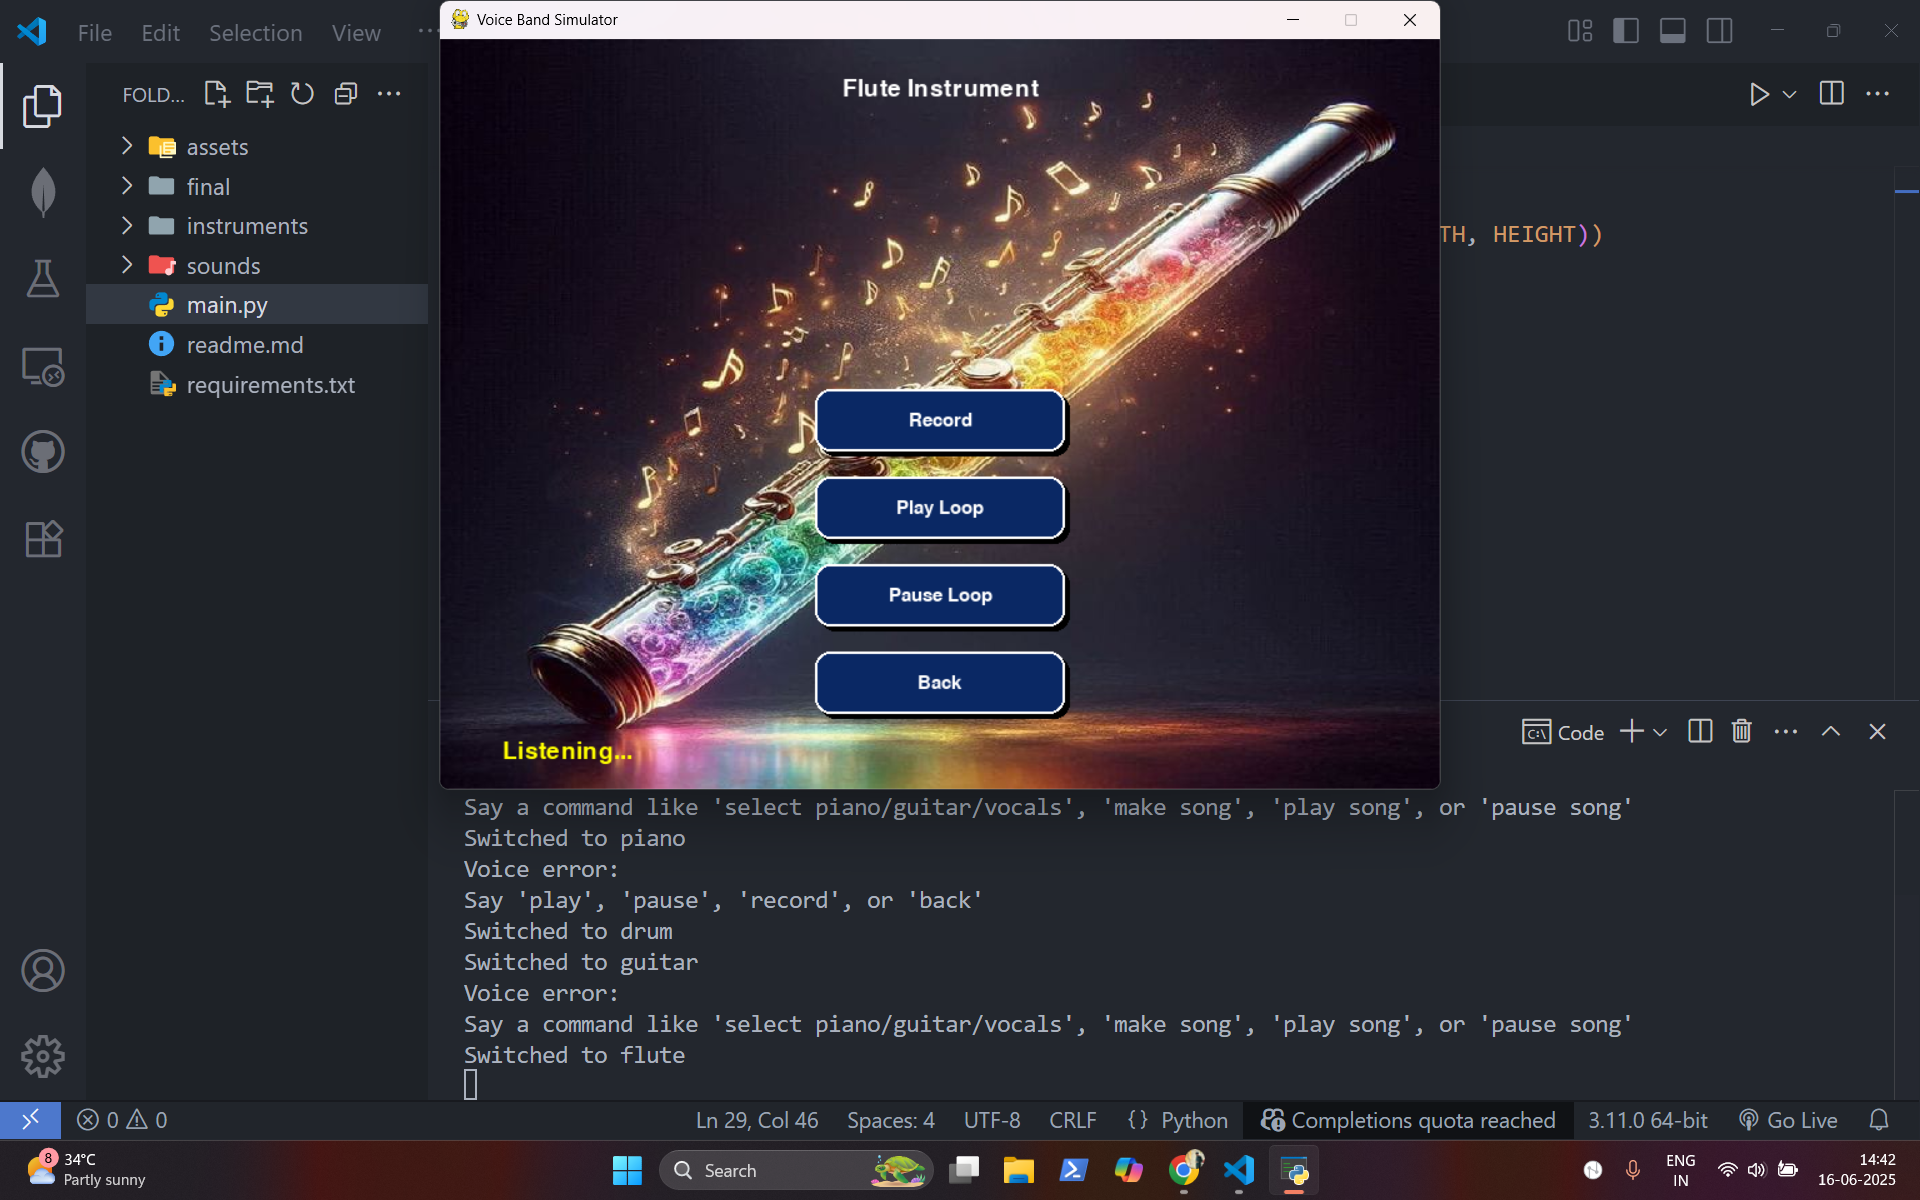 Voice Band Simulator
File Edit Selection View
FOLD...
assets
final
instruments
sounds
main.py
readme.md
requirements.txt
Flute Instrument
Record
Play Loop
Pause Loop
Back
Listening...
TH, HEIGHT))
Code
Say a command like 'select piano/guitar/vocals', 'make song', 'play song', or 'pause song'
Switched to piano
Voice error:
Say 'play', 'pause', 'record', or 'back'
Switched to drum
Switched to guitar
Voice error:
Say a command like 'select piano/guitar/vocals', 'make song', 'play song', or 'pause song'
Switched to flute
0 0 Ln 29, Col 46 Spaces: 4 UTF-8 CRLF {} Python Completions quota reached 3.11.0 64-bit Go Live
8
34°C
Partly sunny
Search
ENG
IN
14:42
16-06-2025